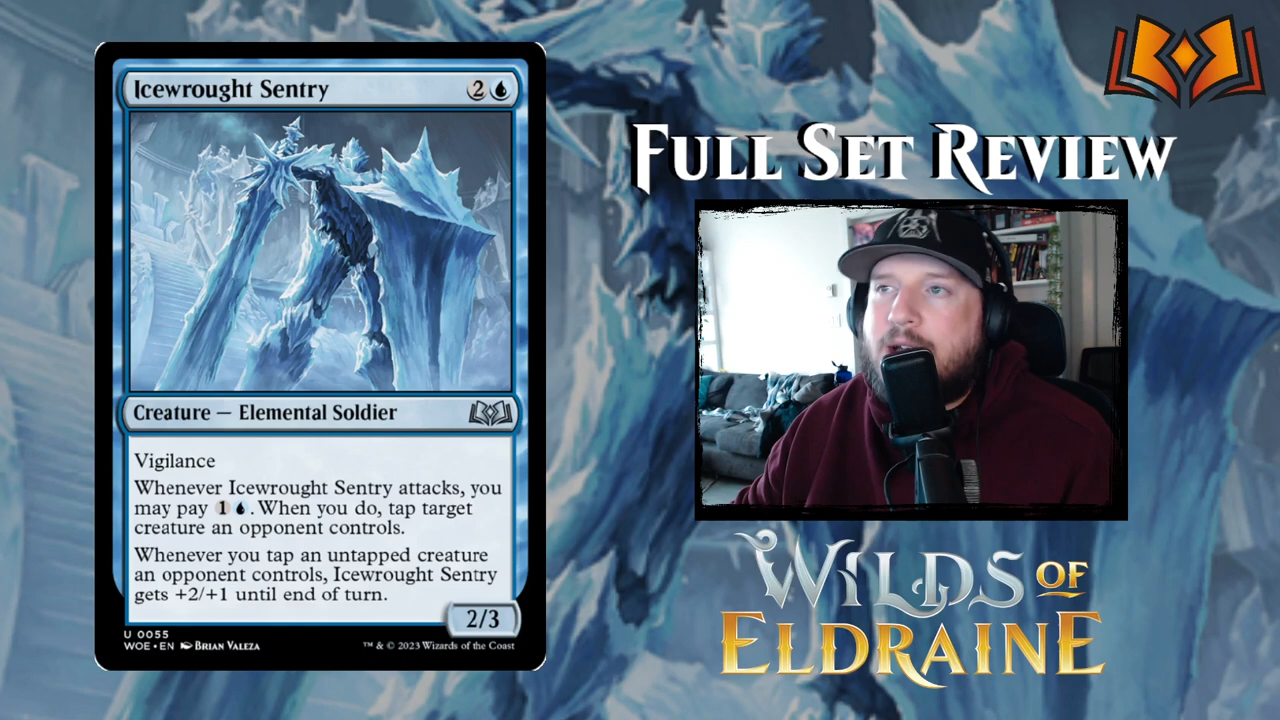 Icewrought Sentry 2
Creature — Elemental Soldier
Vigilance
Whenever Icewrought Sentry attacks, you
may pay 1 . When you do, tap target
creature an opponent controls.
Whenever you tap an untapped creature
an opponent controls, Icewrought Sentry
gets +2/+1 until end of turn.
2/3
U 0055
WOE • EN BRIAN VALEZA
™ & © 2023 Wizards of the Coast
FULL SET REVIEW
WILDS OF
ELDRAINE